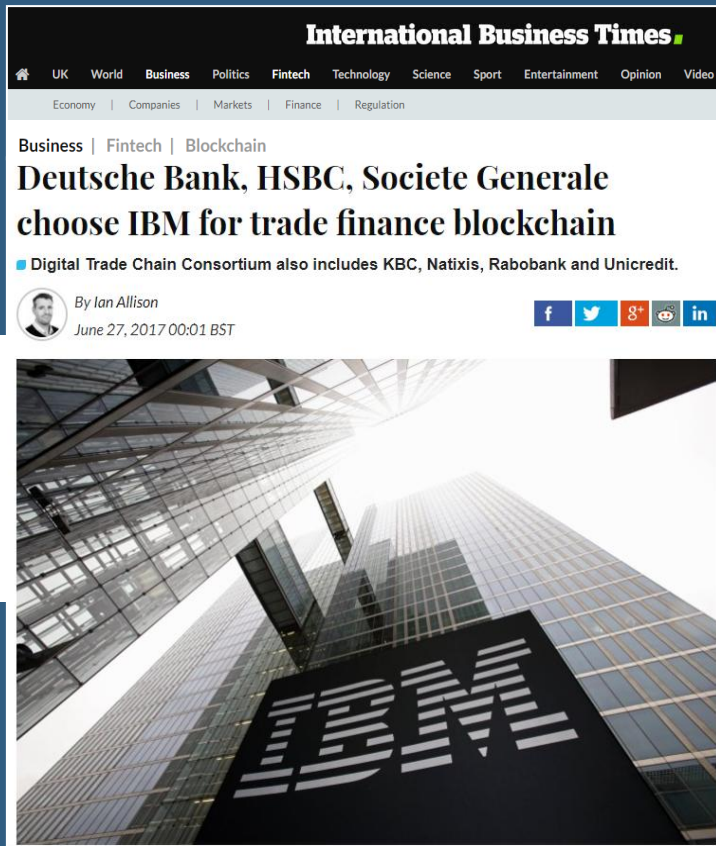 International Business Times
UK World Business Politics Fintech Technology Science Sport Entertainment Opinion Video
Economy | Companies | Markets | Finance | Regulation
Business | Fintech | Blockchain
Deutsche Bank, HSBC, Societe Generale
choose IBM for trade finance blockchain
Digital Trade Chain Consortium also includes KBC, Natixis, Rabobank and Unicredit.
By Ian Allison
June 27, 2017 00:01 BST
f 8+ in
IBM